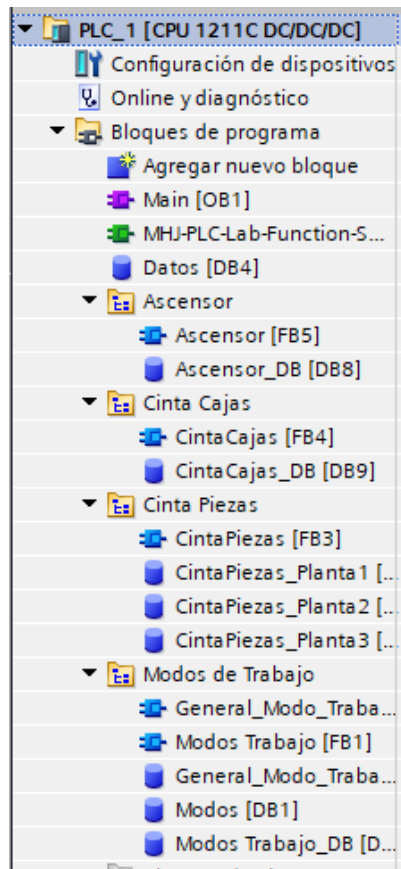 PLC_1 [CPU 1211C DC/DC/DC]
Configuración de dispositivos
Online y diagnóstico
Bloques de programa
Agregar nuevo bloque
Main [OB1]
MHJ-PLC-Lab-Function-S...
Datos [DB4]
Ascensor
Ascensor [FB5]
Ascensor_DB [DB8]
Cinta Cajas
CintaCajas [FB4]
CintaCajas_DB [DB9]
Cinta Piezas
CintaPiezas [FB3]
CintaPiezas_Planta1 [...
CintaPiezas_Planta2 [...
CintaPiezas_Planta3 [...
Modos de Trabajo
General_Modo_Traba...
Modos Trabajo [FB1]
General_Modo_Traba...
Modos [DB1]
Modos Trabajo_DB [D...